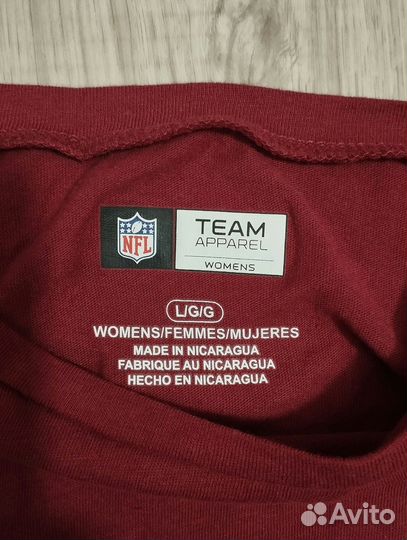 NFL
TEAM
APPAREL
WOMENS
L/G/G
WOMENS/FEMMES/MUJERES
MADE IN NICARAGUA
FABRIQUE AU NICARAGUA
HECHO EN NICARAGUA
Avito